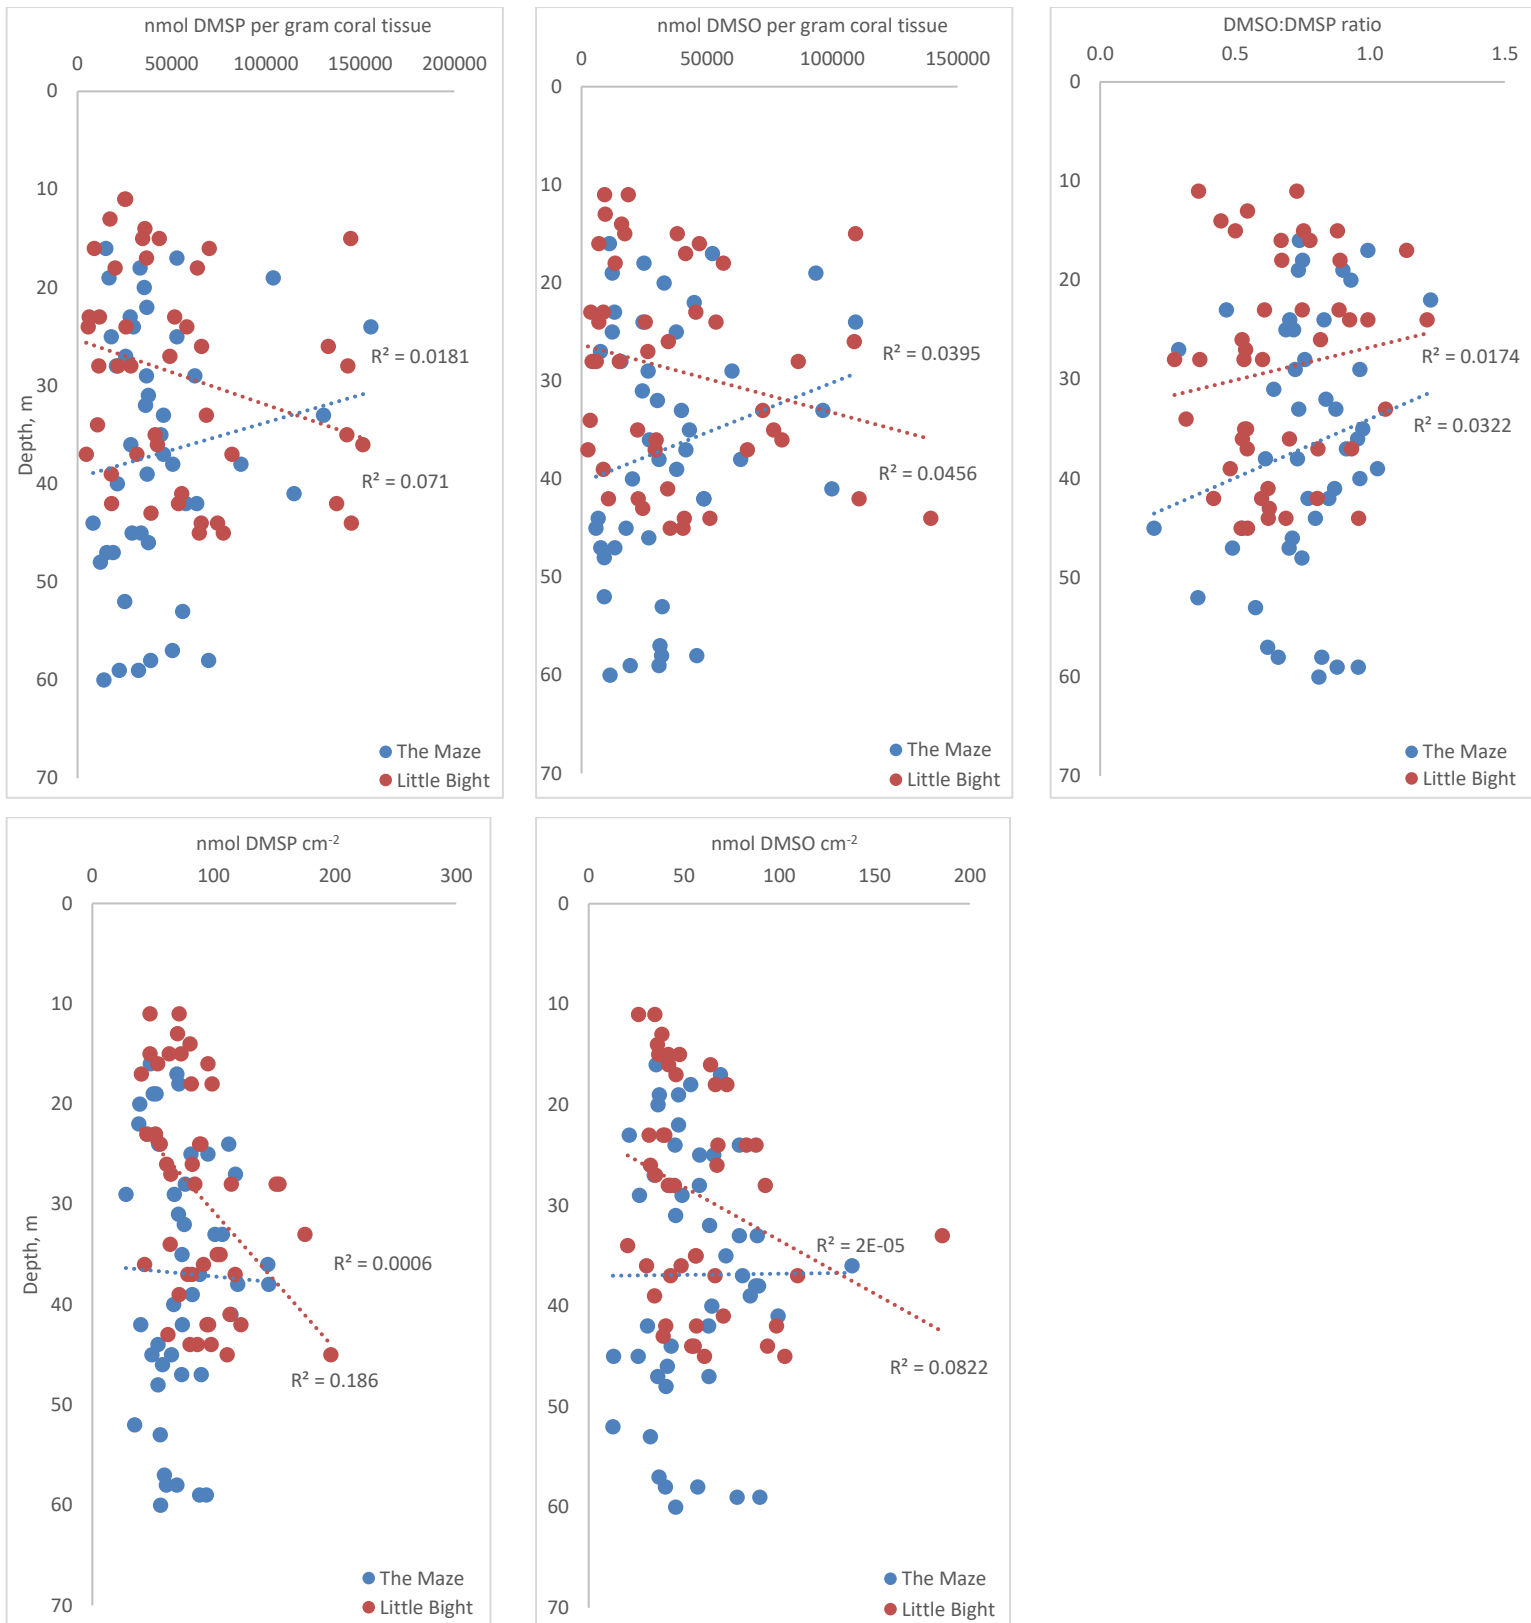 nmol DMSP per gram coral tissue
0 50000 100000 150000 200000
0
10
20
30
40
50
60
70
Depth, m
R² = 0.0181
R² = 0.071
The Maze
Little Bight
nmol DMSO per gram coral tissue
0 50000 100000 150000
0
10
20
30
40
50
60
70
R² = 0.0395
R² = 0.0456
The Maze
Little Bight
DMSO:DMSP ratio
0.0 0.5 1.0 1.5
0
10
20
30
40
50
60
70
R² = 0.0174
R² = 0.0322
The Maze
Little Bight
nmol DMSP cm⁻²
0 100 200 300
0
10
20
30
40
50
60
70
Depth, m
R² = 0.0006
R² = 0.186
The Maze
Little Bight
nmol DMSO cm⁻²
0 50 100 150 200
0
10
20
30
40
50
60
70
R² = 2E-05
R² = 0.0822
The Maze
Little Bight